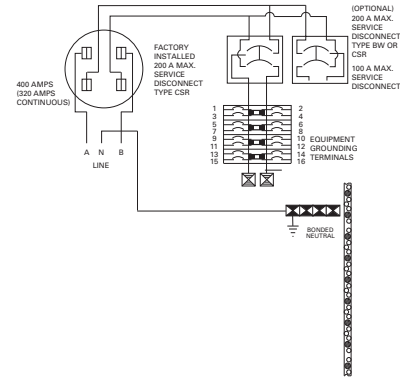 (OPTIONAL)
200 A MAX.
SERVICE
DISCONNECT
TYPE BW OR
CSR
100 A MAX.
SERVICE
DISCONNECT
FACTORY
INSTALLED
200 A MAX.
SERVICE
DISCONNECT
TYPE CSR
400 AMPS
(320 AMPS
CONTINUOUS)
A N B
LINE
1 2
3 4
5 6
7 8
9 10
11 12
13 14
15 16
EQUIPMENT
GROUNDING
TERMINALS
BONDED
NEUTRAL